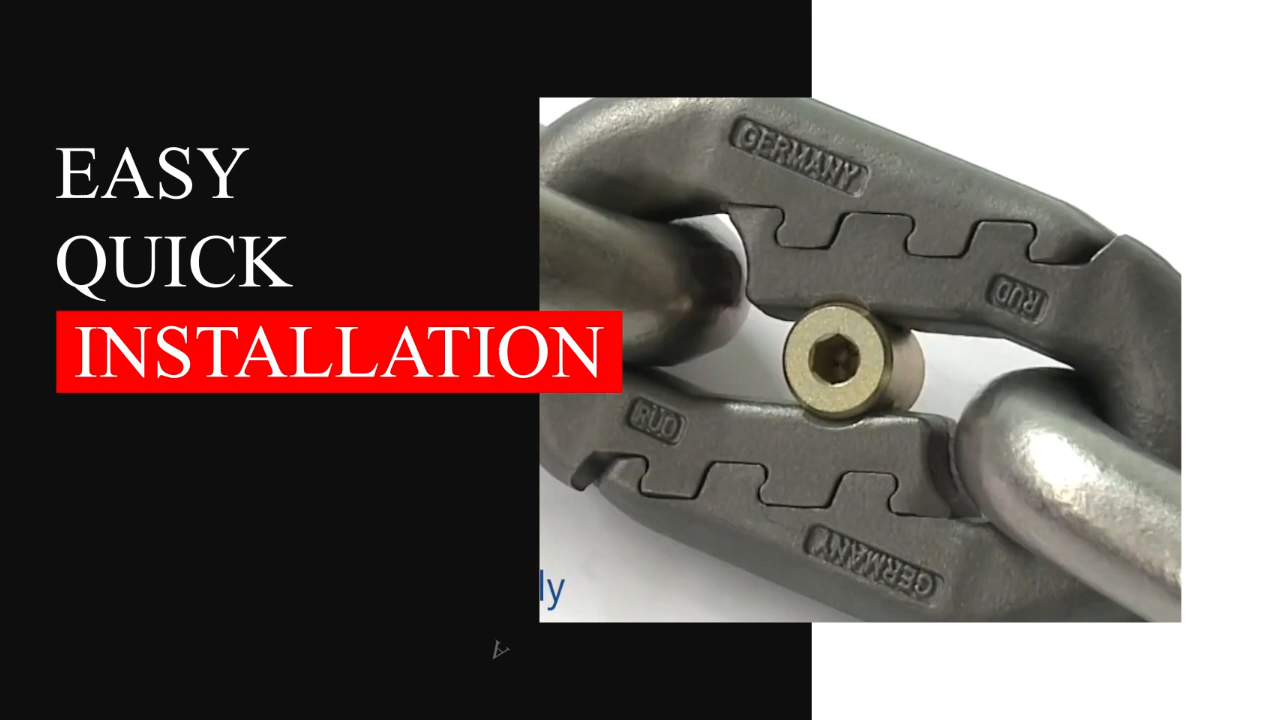 EASY
QUICK
INSTALLATION
GERMANY
RUD
RUD
GERMANY
ly
A